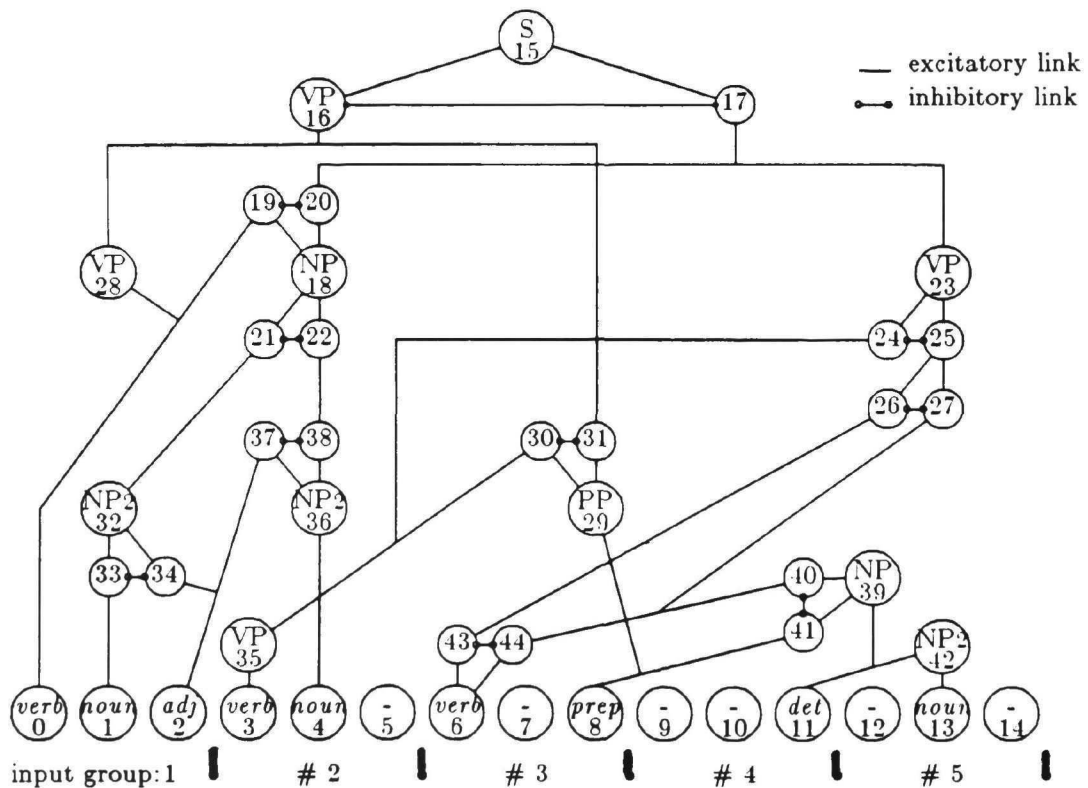 S
15
excitatory link
inhibitory link
VP
16
17
19 20
VP
28
NP
18
VP
23
21 22
24 25
26 27
37 38
30 31
NP2
32
NP2
36
PP
29
33 34
40
NP
39
VP
35
43 44
41
NP2
42
verb noun adj verb noun - verb - prep - - det - noun -
0 1 2 3 4 5 6 7 8 9 10 11 12 13 14
input group:1 # 2 # 3 # 4 # 5